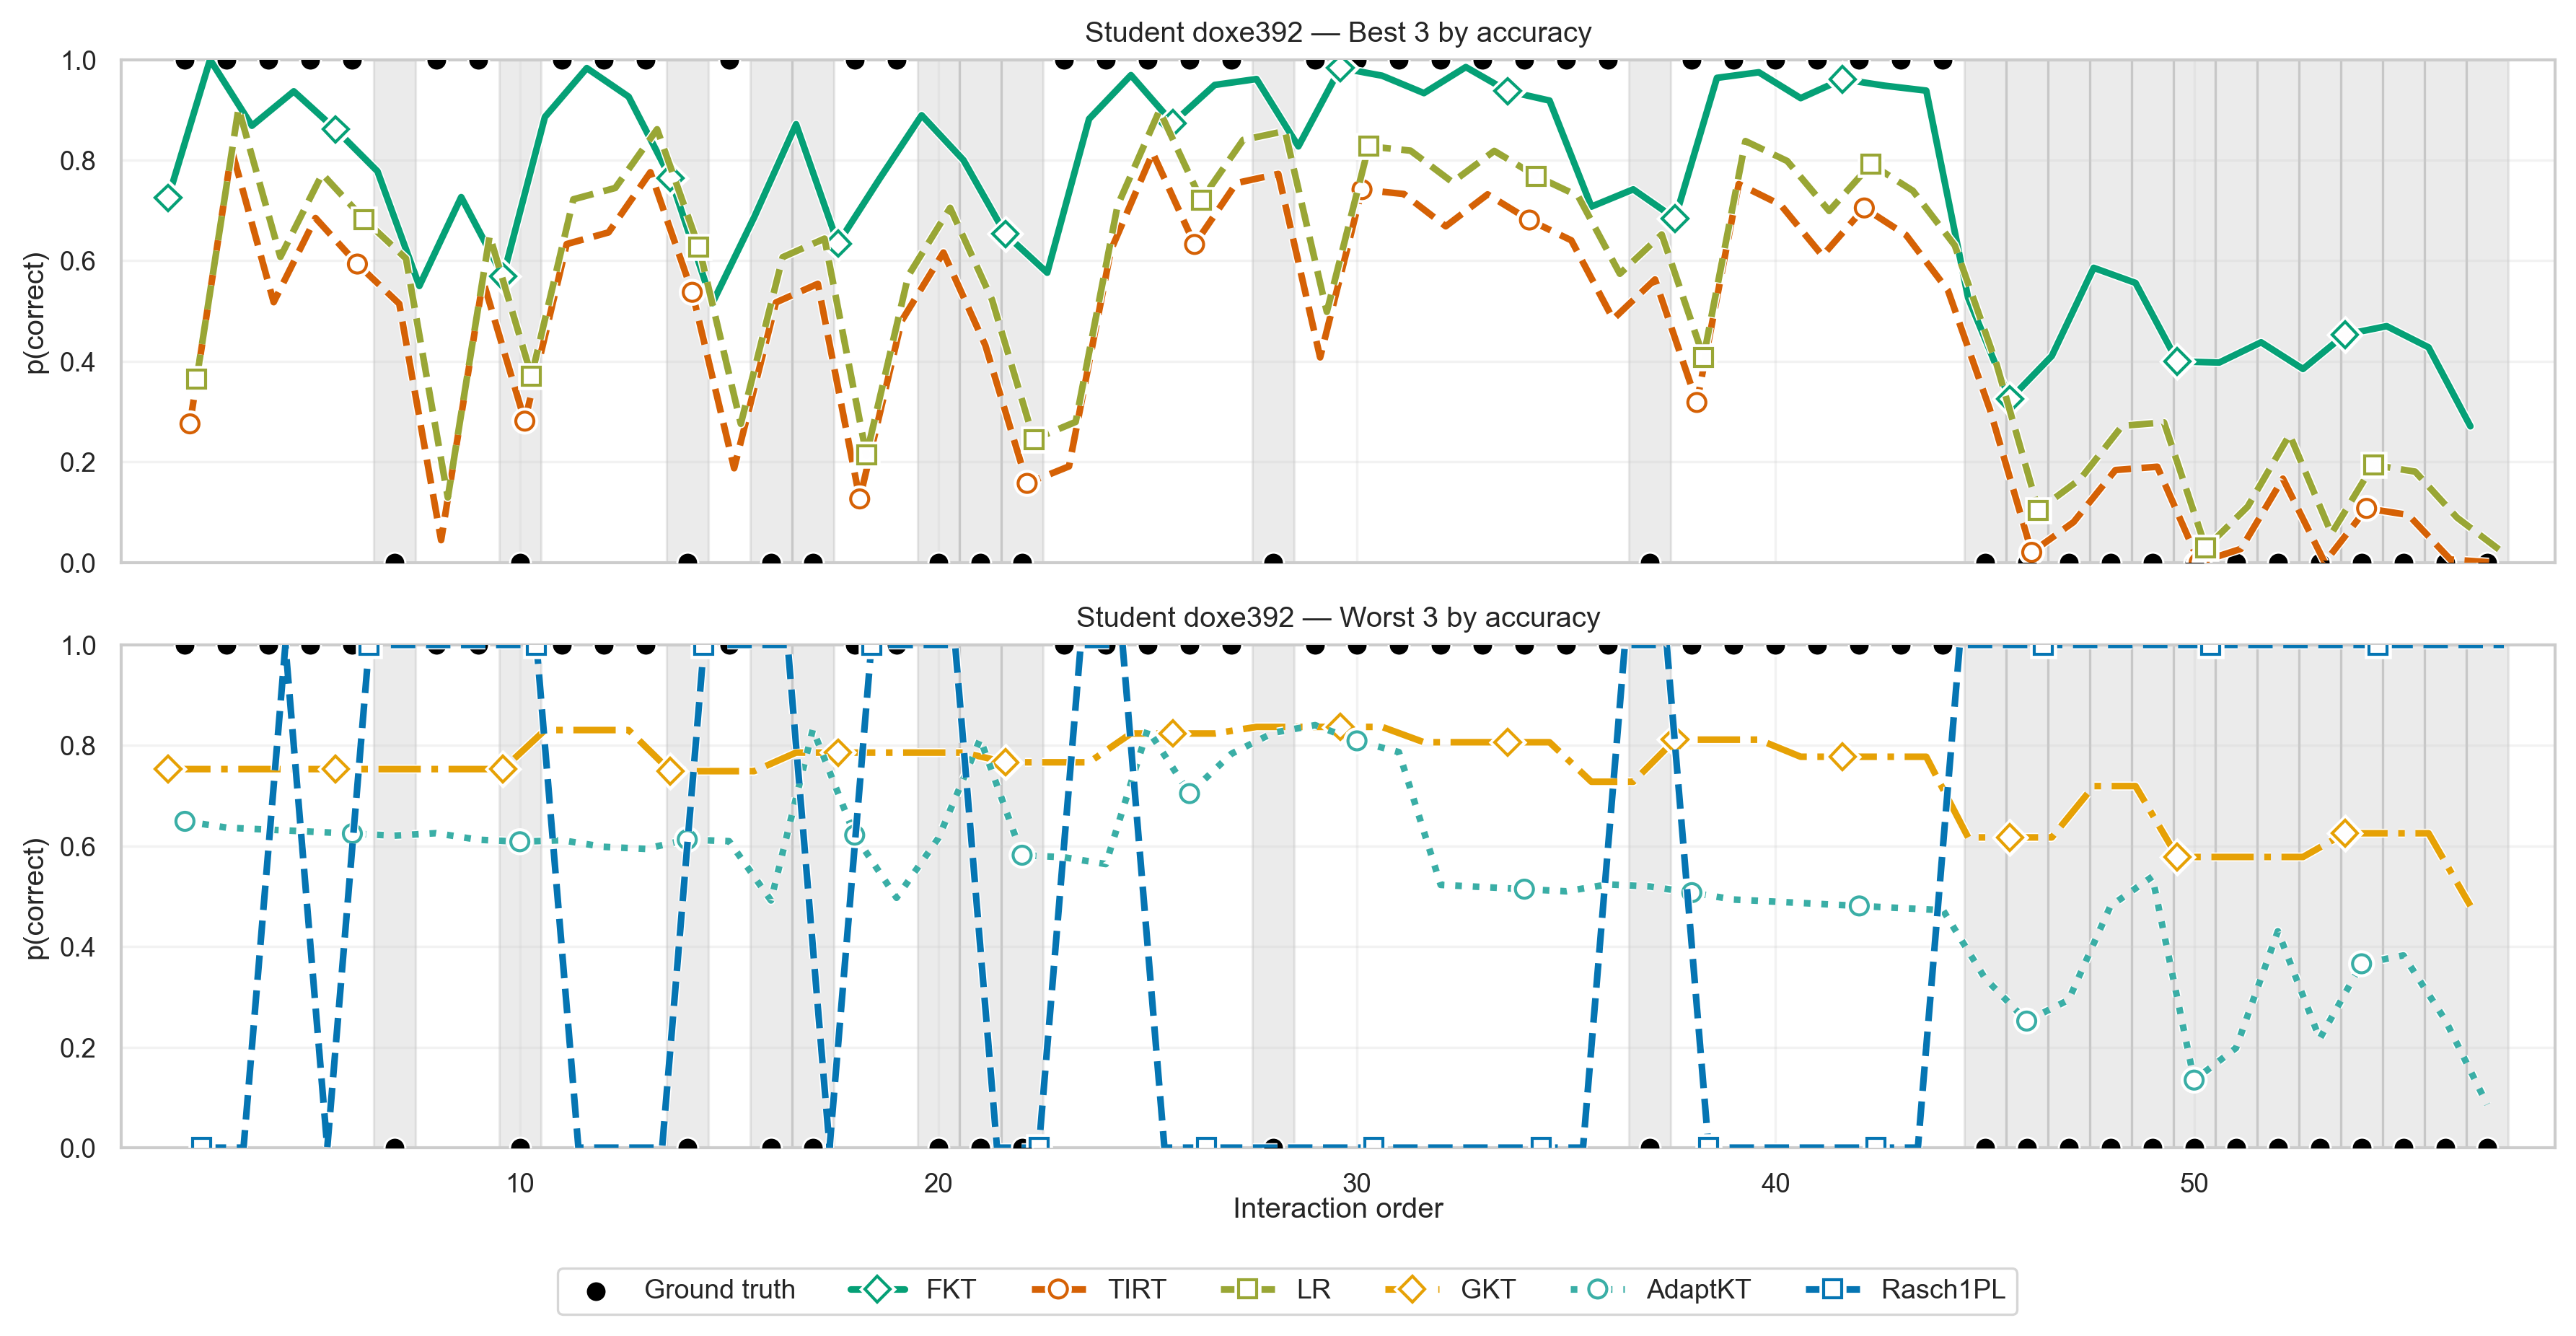 Student doxe392 — Best 3 by accuracy
1.0
0.8
0.6
0.4
0.2
0.0
p(correct)
Student doxe392 — Worst 3 by accuracy
1.0
0.8
0.6
0.4
0.2
0.0
p(correct)
10 20 30 40 50
Interaction order
Ground truth FKT TIRT LR GKT AdaptKT Rasch1PL